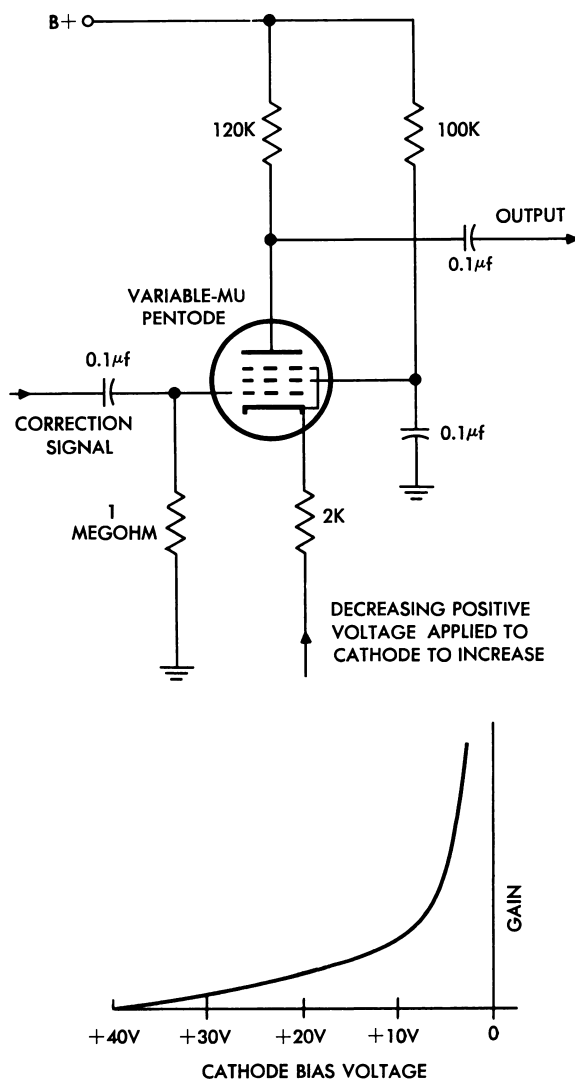 B+
120K
100K
OUTPUT
0.1μf
VARIABLE-MU
PENTODE
0.1μf
CORRECTION
SIGNAL
0.1μf
1
MEGOHM
2K
DECREASING POSITIVE
VOLTAGE APPLIED TO
CATHODE TO INCREASE
GAIN
+40V +30V +20V +10V 0
CATHODE BIAS VOLTAGE